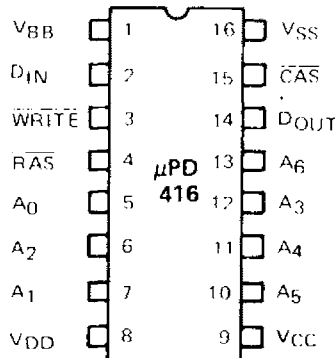 VBB 1 16 VSS
DIN 2 15 CAS
WRITE 3 14 DOUT
RAS 4 13 A6
μPD
416
A0 5 12 A3
A2 6 11 A4
A1 7 10 A5
VDD 8 9 VCC